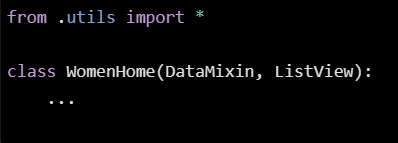 from .utils import *
class WomenHome(DataMixin, ListView):
...